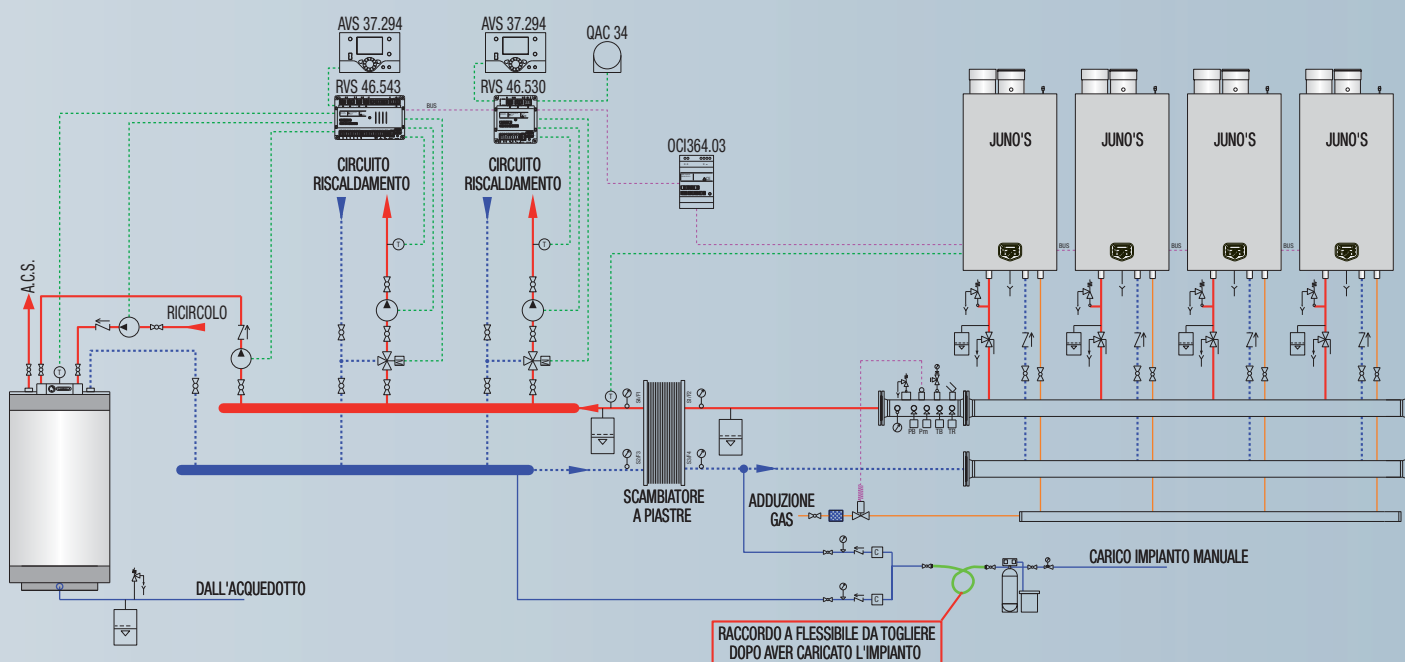 AVS 37.294
AVS 37.294
QAC 34
RVS 46.543
RVS 46.530
BUS
OCI364.03
CIRCUITO
RISCALDAMENTO
CIRCUITO
RISCALDAMENTO
JUNO'S
JUNO'S
JUNO'S
JUNO'S
BUS
BUS
BUS
T
T
A.C.S.
RICIRCOLO
T
T
PB
Pm
TB
TR
SCAMBIATORE
A PIASTRE
ADDUZIONE
GAS
C
C
CARICO IMPIANTO MANUALE
DALL'ACQUEDOTTO
RACCORDO A FLESSIBILE DA TOGLIERE
DOPO AVER CARICATO L'IMPIANTO